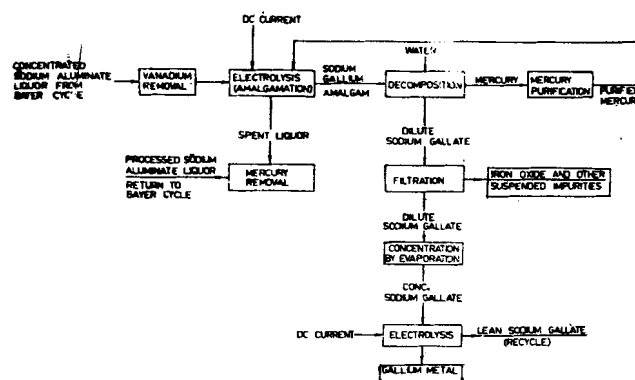 DC CURRENT
WATER
CONCENTRATED
SODIUM ALUMINATE
LIQUOR FROM
BAYER CYCLE
VANADIUM
REMOVAL
ELECTROLYSIS
(AMALGAMATION)
SODIUM
GALLIUM
AMALGAM
DECOMPOSITION
MERCURY
MERCURY
PURIFICATION
PURIFIE
MERCUR
SPENT LIQUOR
DILUTE
SODIUM GALLATE
PROCESSED SODIUM
ALUMINATE LIQUOR
RETURN TO
BAYER CYCLE
MERCURY
REMOVAL
FILTRATION
IRON OXIDE AND OTHER
SUSPENDED IMPURITIES
DILUTE
SODIUM GALLATE
CONCENTRATION
BY EVAPORATION
CONC.
SODIUM GALLATE
DC CURRENT
ELECTROLYSIS
LEAN SODIUM GALLATE
(RECYCLE)
GALLIUM METAL